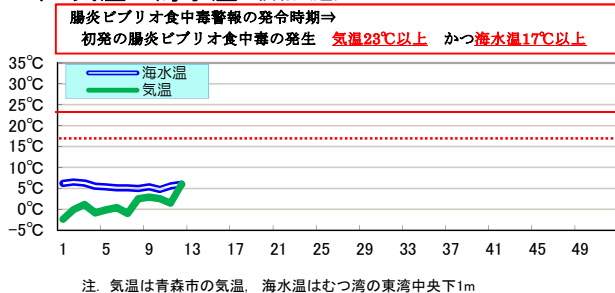 腸炎ビブリオ食中毒警報の発令時期⇒
初発の腸炎ビブリオ食中毒の発生 気温23℃以上 かつ海水温17℃以上
35℃
30℃
25℃
20℃
15℃
10℃
5℃
0℃
-5℃
海水温
気温
1 5 9 13 17 21 25 29 33 37 41 45 49
注. 気温は青森市の気温, 海水温はむつ湾の東湾中央下1m